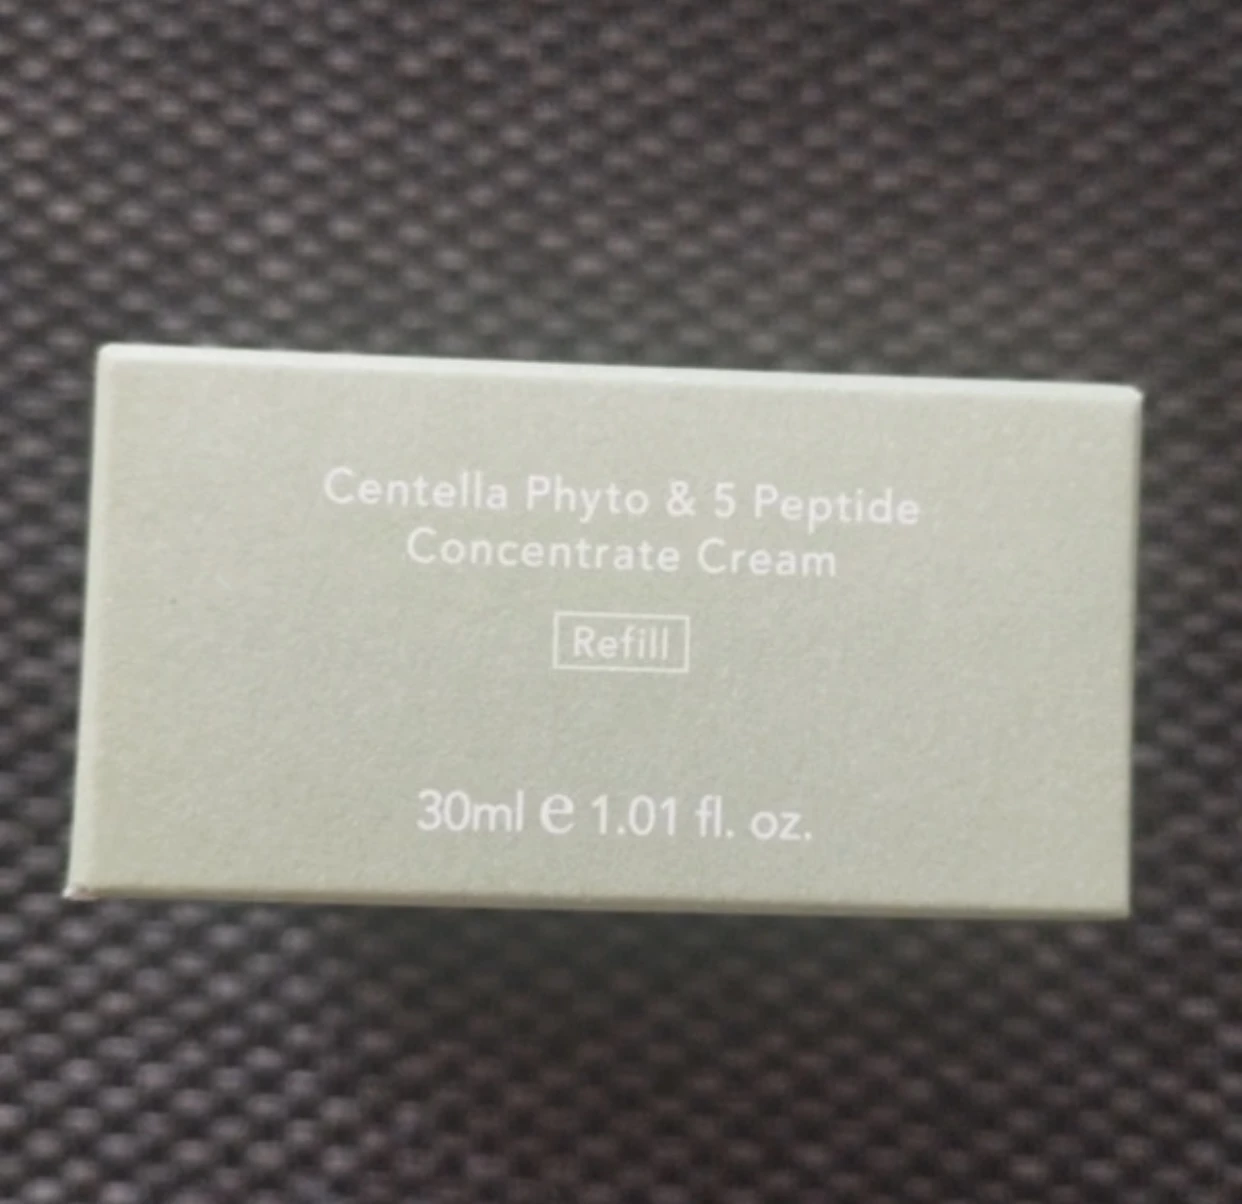 Centella Phyto & 5 Peptide
Concentrate Cream
Refill
30ml e 1.01 fl. oz.